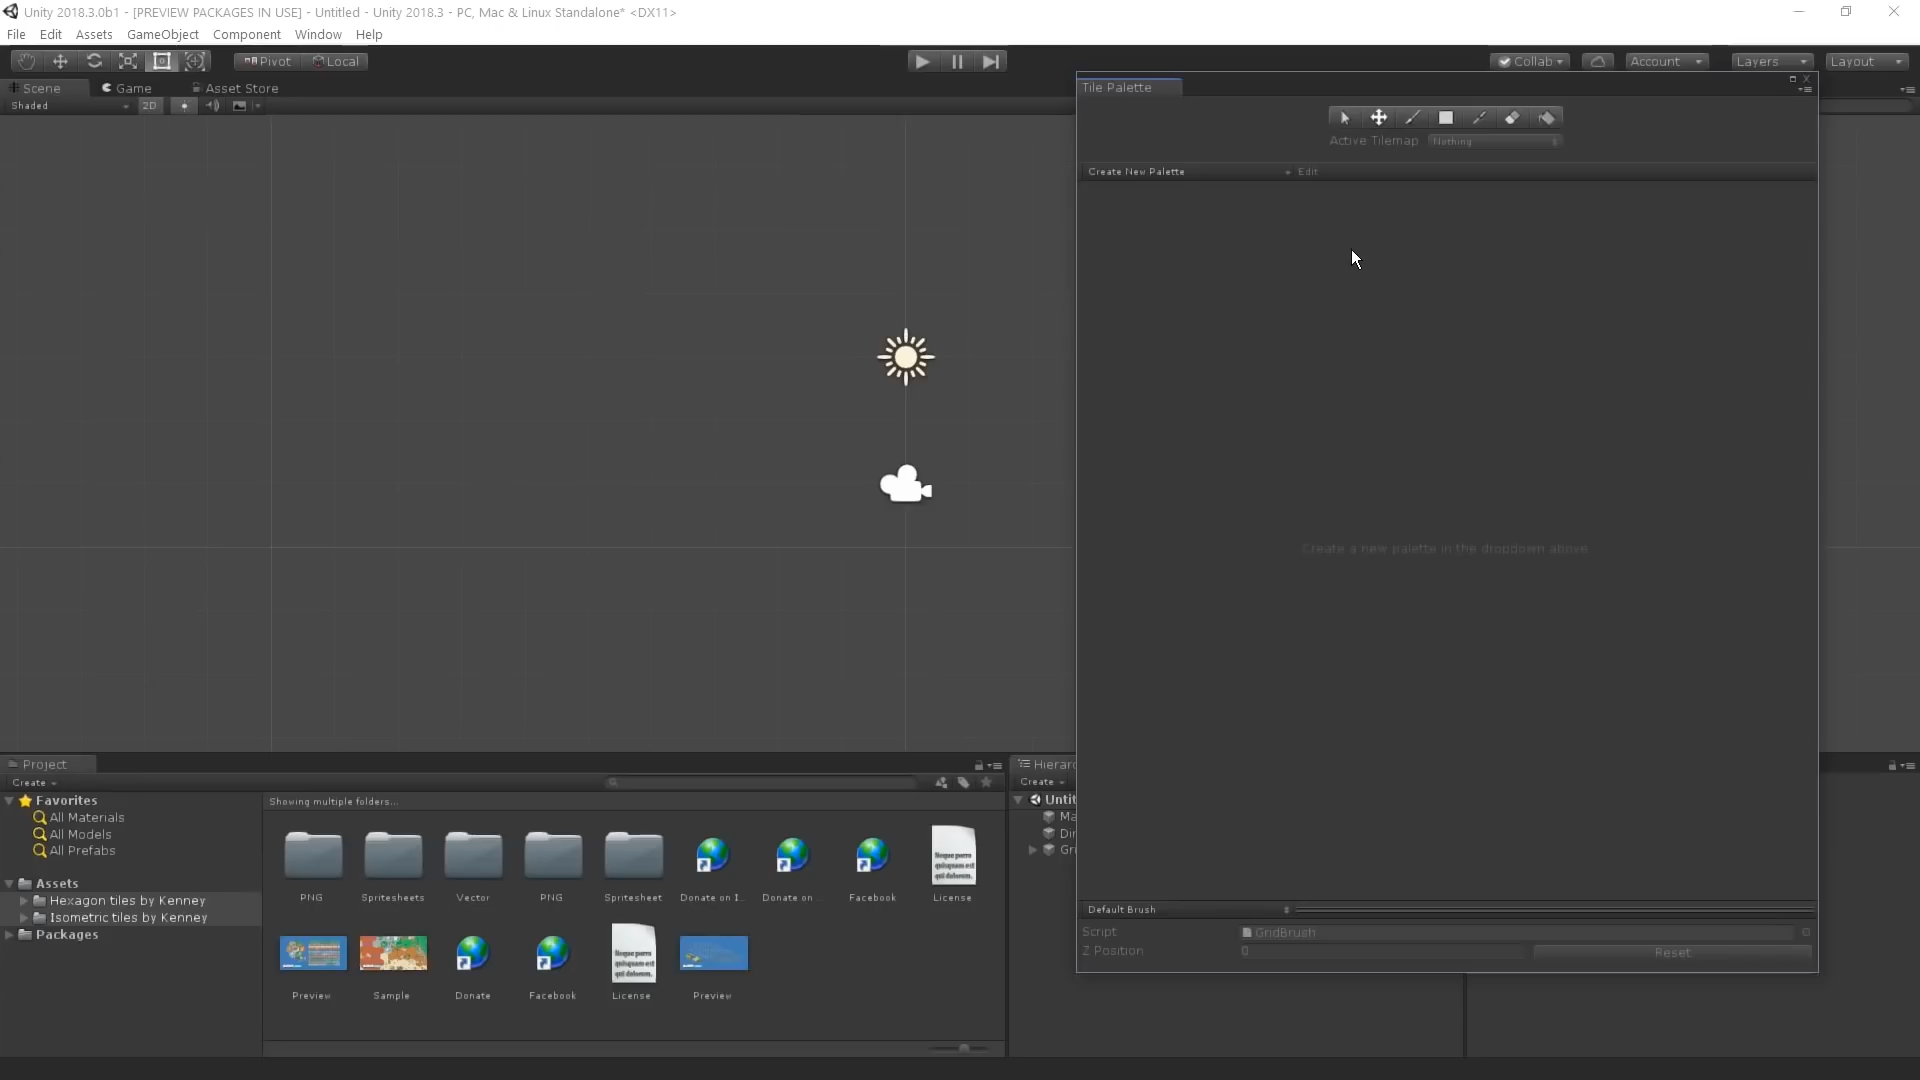 Unity 2018.3.0b1 - [PREVIEW PACKAGES IN USE] - Untitled - Unity 2018.3 - PC, Mac & Linux Standalone* <DX11>
File Edit Assets GameObject Component Window Help
Pivot Local Collab Account Layers Layout
Scene Game Asset Store
Shaded 2D
Tile Palette
Active Tilemap Nothing
Create New Palette Edit
Create a new palette in the dropdown above
Default Brush
Script GridBrush
Z Position 0 Reset
Project
Create
Favorites
All Materials
All Models
All Prefabs
Assets
Hexagon tiles by Kenney
Isometric tiles by Kenney
Packages
Showing multiple folders...
PNG Spritesheets Vector PNG Spritesheet Donate on I... Donate on ... Facebook License
Preview Sample Donate Facebook License Preview
Hierarc
Create
Untit
Ma
Dir
Gri